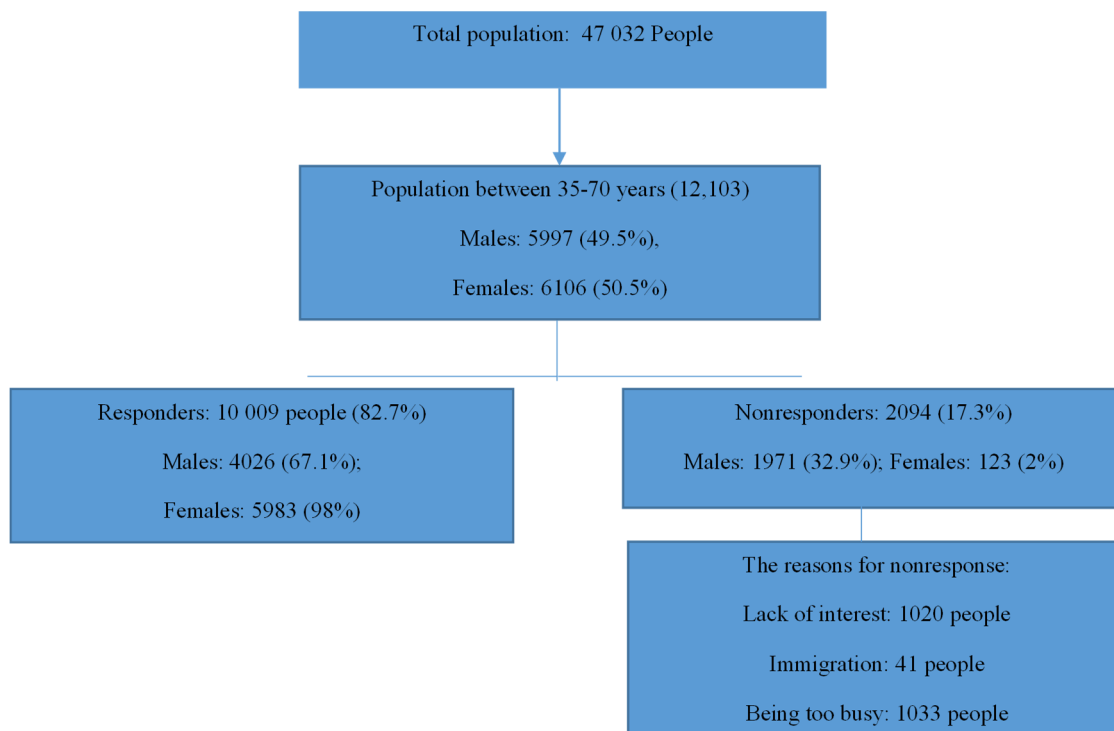 Total population: 47 032 People
Population between 35-70 years (12,103)
Males: 5997 (49.5%),
Females: 6106 (50.5%)
Responders: 10 009 people (82.7%)
Males: 4026 (67.1%);
Females: 5983 (98%)
Nonresponders: 2094 (17.3%)
Males: 1971 (32.9%); Females: 123 (2%)
The reasons for nonresponse:
Lack of interest: 1020 people
Immigration: 41 people
Being too busy: 1033 people